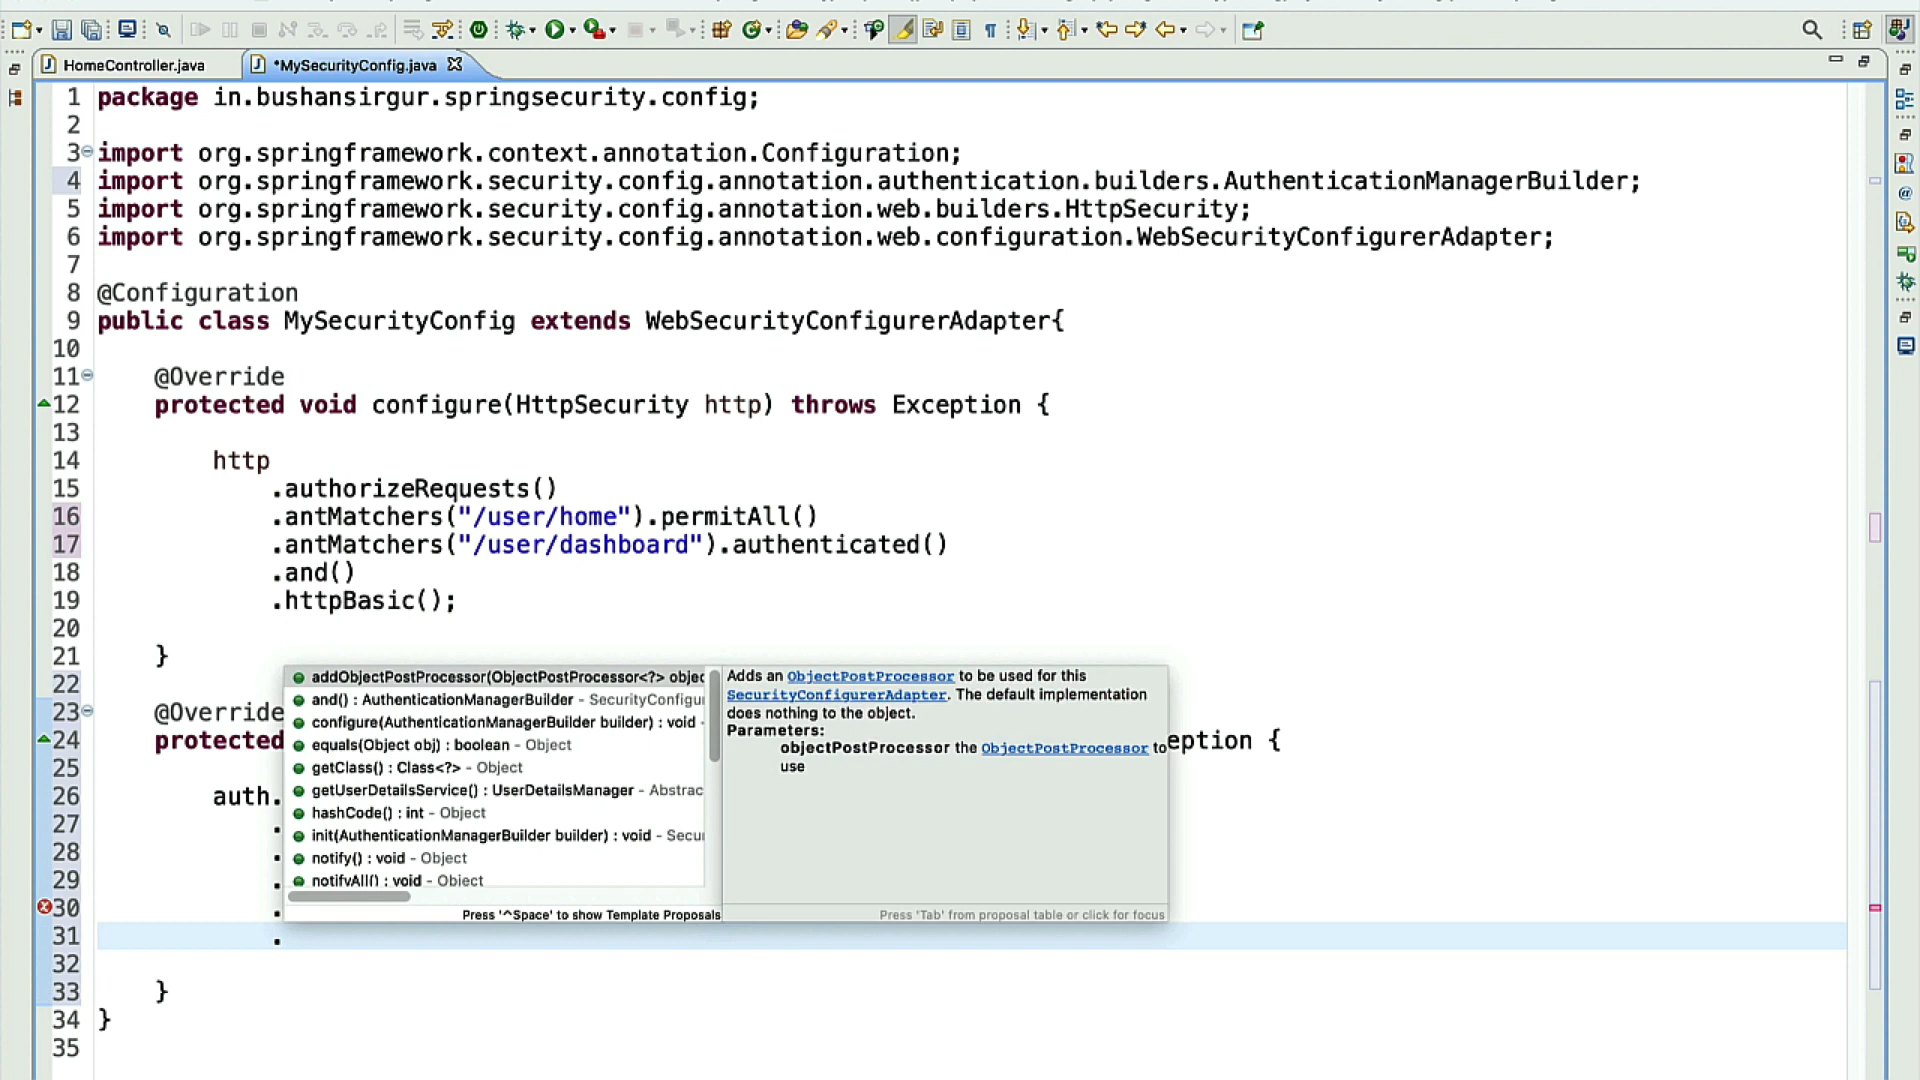 HomeController.java
*MySecurityConfig.java
1 package in.bushansirgur.springsecurity.config;
2
3 import org.springframework.context.annotation.Configuration;
4 import org.springframework.security.config.annotation.authentication.builders.AuthenticationManagerBuilder;
5 import org.springframework.security.config.annotation.web.builders.HttpSecurity;
6 import org.springframework.security.config.annotation.web.configuration.WebSecurityConfigurerAdapter;
7
8 @Configuration
9 public class MySecurityConfig extends WebSecurityConfigurerAdapter{
10
11 @Override
12 protected void configure(HttpSecurity http) throws Exception {
13
14 http
15 .authorizeRequests()
16 .antMatchers("/user/home").permitAll()
17 .antMatchers("/user/dashboard").authenticated()
18 .and()
19 .httpBasic();
20
21 }
22
23 @Override
24 protected eption {
25
26 auth.
27 .
28 .
29 .
30 .
31 .
32
33 }
34 }
35
addObjectPostProcessor(ObjectPostProcessor<?> objec
and() : AuthenticationManagerBuilder - SecurityConfigu
configure(AuthenticationManagerBuilder builder) : void -
equals(Object obj) : boolean - Object
getClass() : Class<?> - Object
getUserDetailsService() : UserDetailsManager - Abstrac
hashCode() : int - Object
init(AuthenticationManagerBuilder builder) : void - Secu
notify() : void - Object
notifyAll() : void - Object
Press '^Space' to show Template Proposals
Adds an ObjectPostProcessor to be used for this
SecurityConfigurerAdapter. The default implementation
does nothing to the object.
Parameters:
objectPostProcessor the ObjectPostProcessor to
use
Press 'Tab' from proposal table or click for focus